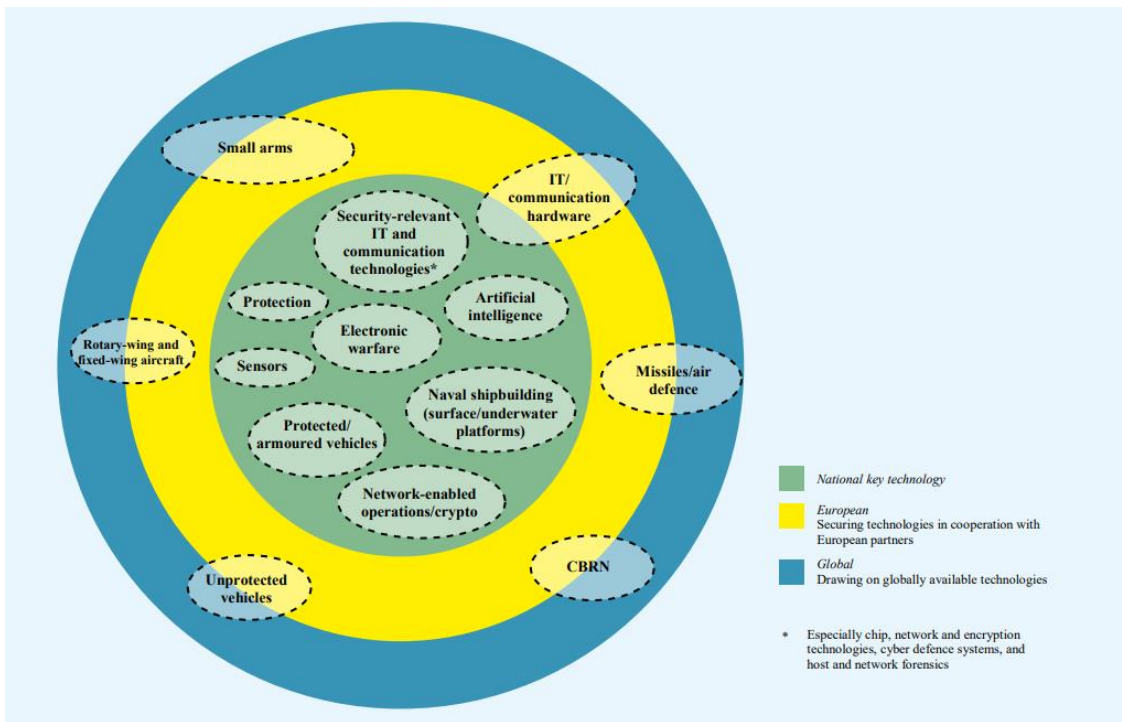 Small arms
IT/
communication
hardware
Security-relevant
IT and
communication
technologies*
Protection
Artificial
intelligence
Electronic
warfare
Rotary-wing and
fixed-wing aircraft
Sensors
Missiles/air
defence
Naval shipbuilding
(surface/underwater
platforms)
Protected/
armoured vehicles
Network-enabled
operations/crypto
Unprotected
vehicles
CBRN
National key technology
European
Securing technologies in cooperation with
European partners
Global
Drawing on globally available technologies
* Especially chip, network and encryption
technologies, cyber defence systems, and
host and network forensics